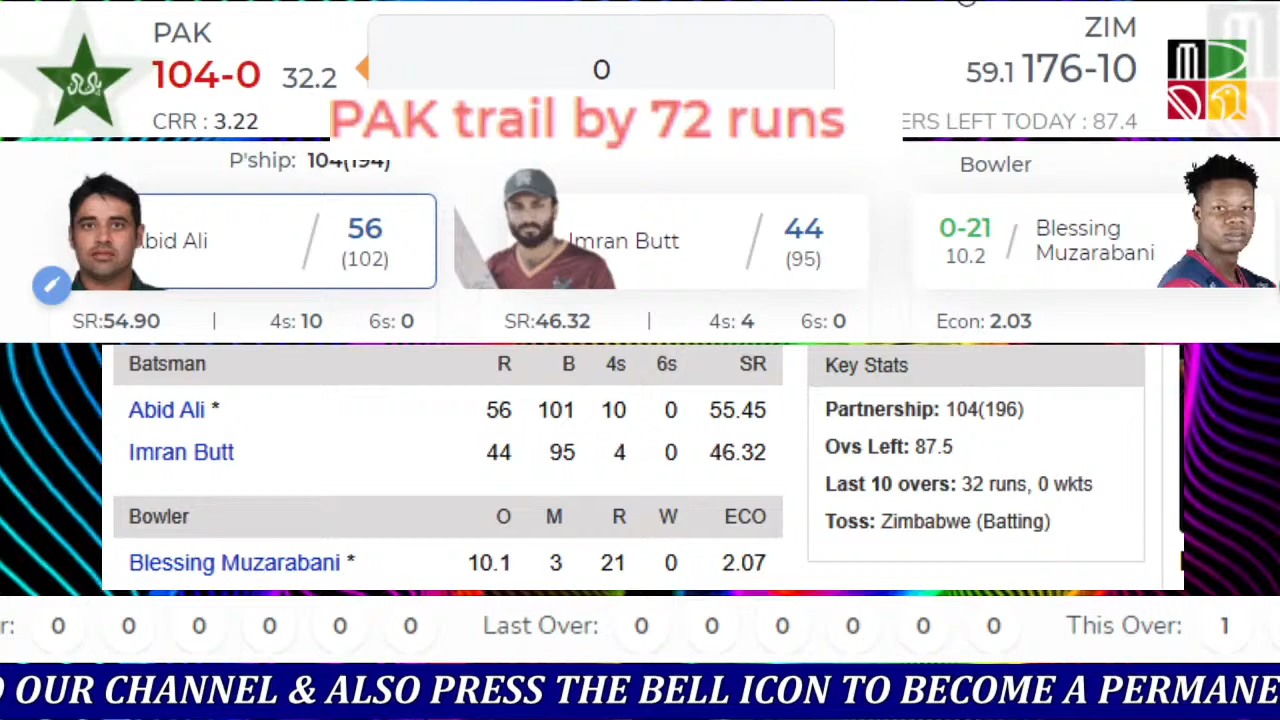 PAK
104-0 32.2
CRR : 3.22
0
PAK trail by 72 runs
ZIM
59.1 176-10
ERS LEFT TODAY : 87.4
P'ship: 104(194)
Abid Ali 56
(102)
SR:54.90 | 4s: 10 6s: 0
Imran Butt 44
(95)
SR:46.32 | 4s: 4 6s: 0
Bowler
0-21
10.2
Blessing
Muzarabani
Econ: 2.03
Batsman R B 4s 6s SR
Abid Ali * 56 101 10 0 55.45
Imran Butt 44 95 4 0 46.32
Bowler O M R W ECO
Blessing Muzarabani * 10.1 3 21 0 2.07
Key Stats
Partnership: 104(196)
Ovs Left: 87.5
Last 10 overs: 32 runs, 0 wkts
Toss: Zimbabwe (Batting)
r: 0 0 0 0 0 0 Last Over: 0 0 0 0 0 0 This Over: 1
O OUR CHANNEL & ALSO PRESS THE BELL ICON TO BECOME A PERMANE